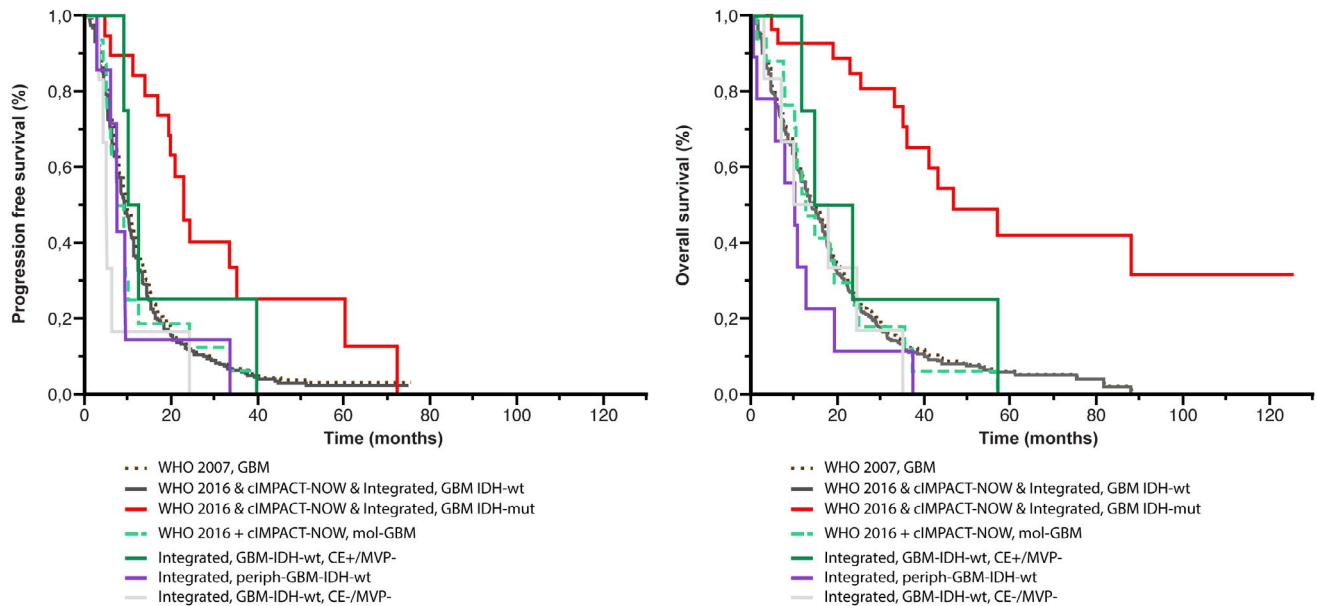 1,0
0,8
0,6
0,4
0,2
0,0
Progression free survival (%)
0 20 40 60 80 100 120
Time (months)
WHO 2007, GBM
WHO 2016 & cIMPACT-NOW & Integrated, GBM IDH-wt
WHO 2016 & cIMPACT-NOW & Integrated, GBM IDH-mut
WHO 2016 + cIMPACT-NOW, mol-GBM
Integrated, GBM-IDH-wt, CE+/MVP-
Integrated, periph-GBM-IDH-wt
Integrated, GBM-IDH-wt, CE-/MVP-
1,0
0,8
0,6
0,4
0,2
0,0
Overall survival (%)
0 20 40 60 80 100 120
Time (months)
WHO 2007, GBM
WHO 2016 & cIMPACT-NOW & Integrated, GBM IDH-wt
WHO 2016 & cIMPACT-NOW & Integrated, GBM IDH-mut
WHO 2016 + cIMPACT-NOW, mol-GBM
Integrated, GBM-IDH-wt, CE+/MVP-
Integrated, periph-GBM-IDH-wt
Integrated, GBM-IDH-wt, CE-/MVP-